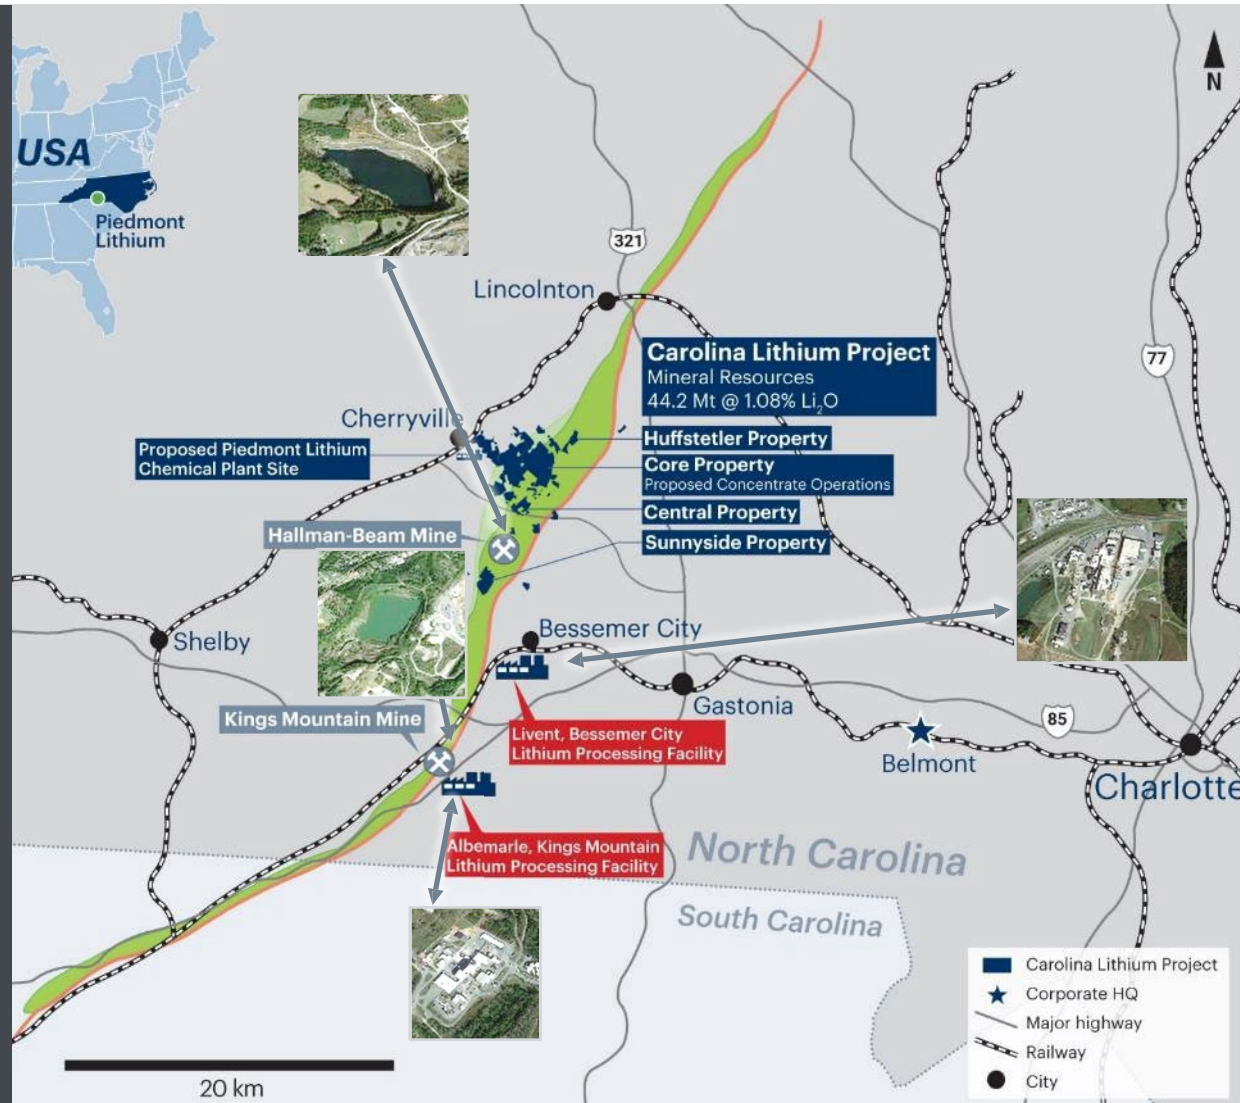 USA
Piedmont
Lithium
N
321
Lincolnton
77
Carolina Lithium Project
Mineral Resources
44.2 Mt @ 1.08% Li₂O
Cherryville
Huffstetler Property
Proposed Piedmont Lithium
Chemical Plant Site
Core Property
Proposed Concentrate Operations
Central Property
Hallman-Beam Mine
Sunnyside Property
Shelby
Bessemer City
Gastonia
Kings Mountain Mine
85
Livent, Bessemer City
Lithium Processing Facility
Belmont
Charlotte
Albemarle, Kings Mountain
Lithium Processing Facility
North Carolina
South Carolina
Carolina Lithium Project
Corporate HQ
Major highway
Railway
City
20 km